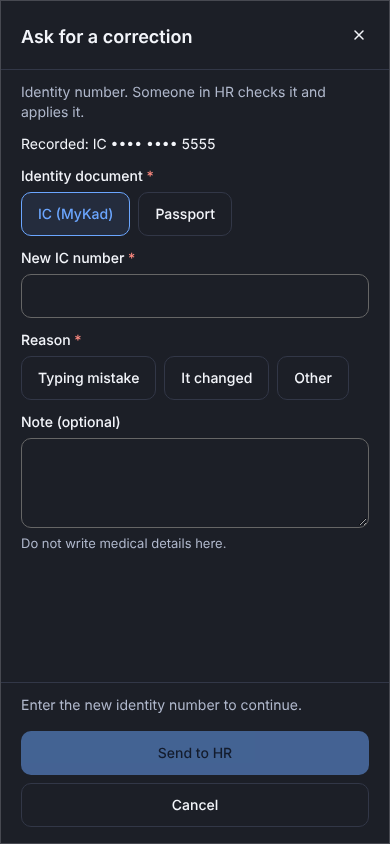 Ask for a correction
Identity number. Someone in HR checks it and
applies it.
Recorded: IC •••• •••• 5555
Identity document *
IC (MyKad)
Passport
New IC number *
Reason *
Typing mistake
It changed
Other
Note (optional)
Do not write medical details here.
Enter the new identity number to continue.
Send to HR
Cancel